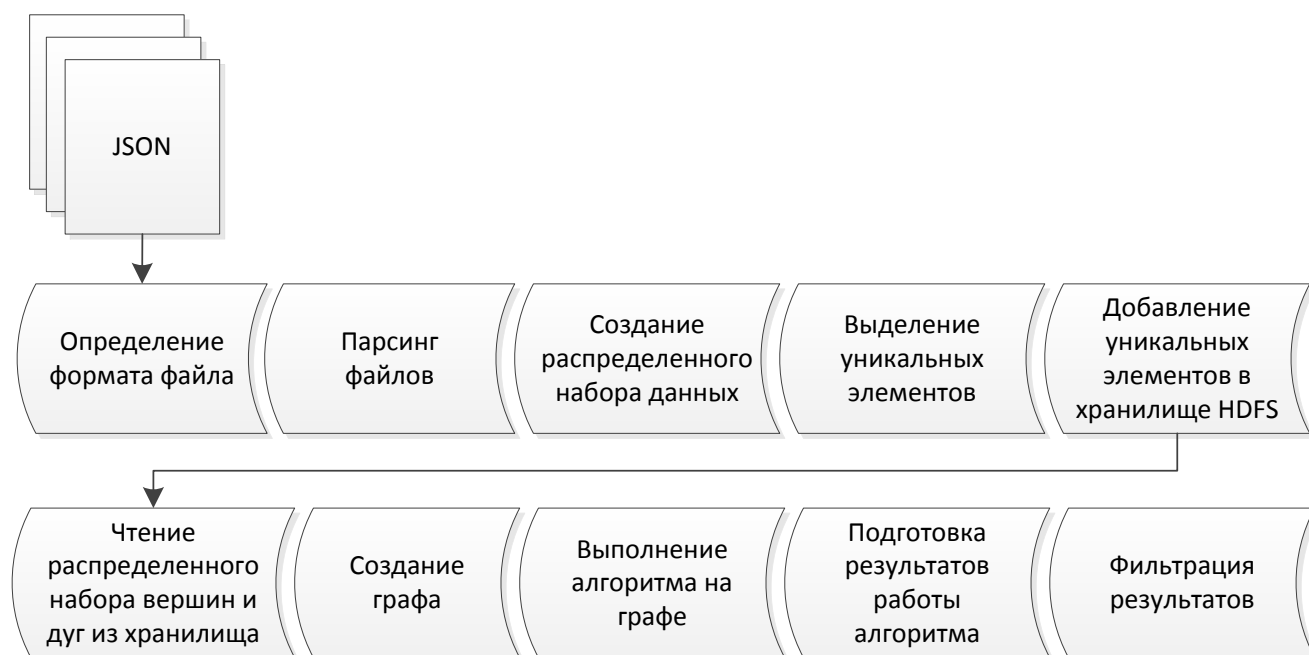 JSON
Определение
формата файла
Парсинг
файлов
Создание
распределенного
набора данных
Выделение
уникальных
элементов
Добавление
уникальных
элементов в
хранилище HDFS
Чтение
распределенного
набора вершин и
дуг из хранилища
Создание
графа
Выполнение
алгоритма на
графе
Подготовка
результатов
работы
алгоритма
Фильтрация
результатов